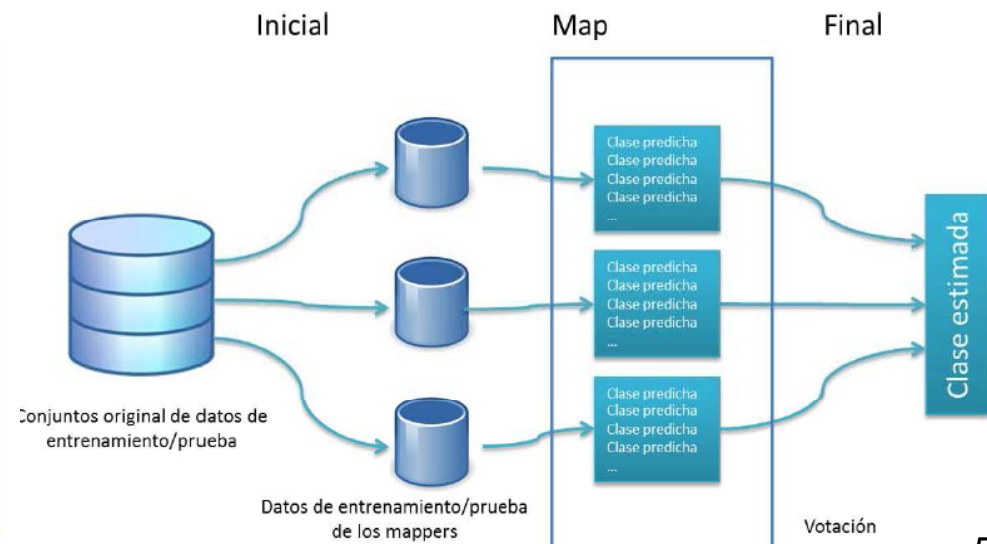 Inicial
Map
Final
Clase predicha
Clase predicha
Clase predicha
Clase predicha
...
Clase predicha
Clase predicha
Clase predicha
Clase predicha
...
Clase predicha
Clase predicha
Clase predicha
Clase predicha
...
Clase estimada
onjuntos original de datos de
entrenamiento/prueba
Datos de entrenamiento/prueba
de los mappers
Votación